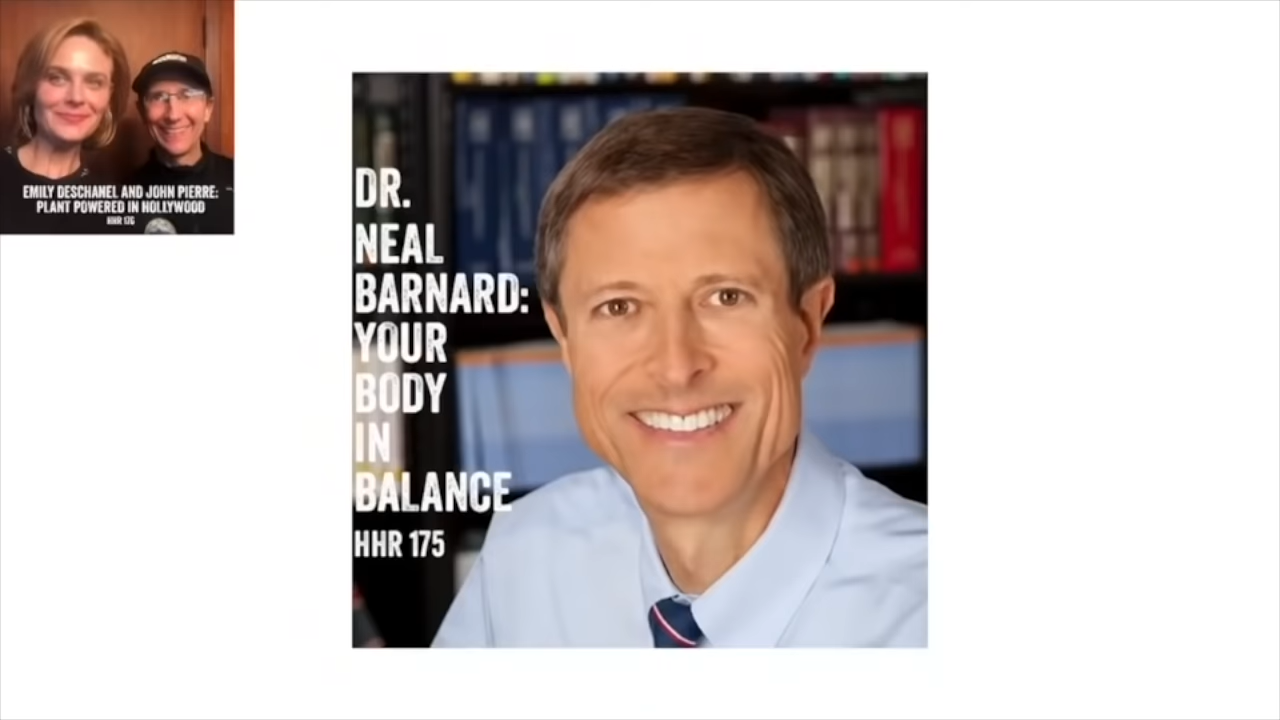 EMILY DESCHANEL AND JOHN PIERRE:
PLANT POWERED IN HOLLYWOOD
HHR 176
DR.
NEAL
BARNARD:
YOUR
BODY
IN
BALANCE
HHR 175